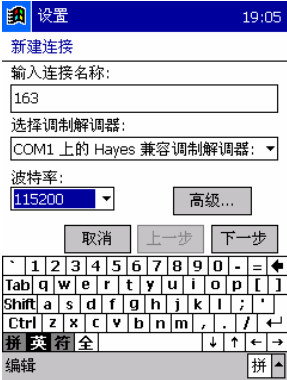 设置 19:05
新建连接
输入连接名称:
163
选择调制解调器:
COM1 上的 Hayes 兼容调制解调器:
波特率:
115200 高级...
取消 上一步 下一步
` 1 2 3 4 5 6 7 8 9 0 - =
Tab q w e r t y u i o p [ ]
Shift a s d f g h j k l ; '
Ctrl z x c v b n m , . /
拼 英 符 全
编辑 拼